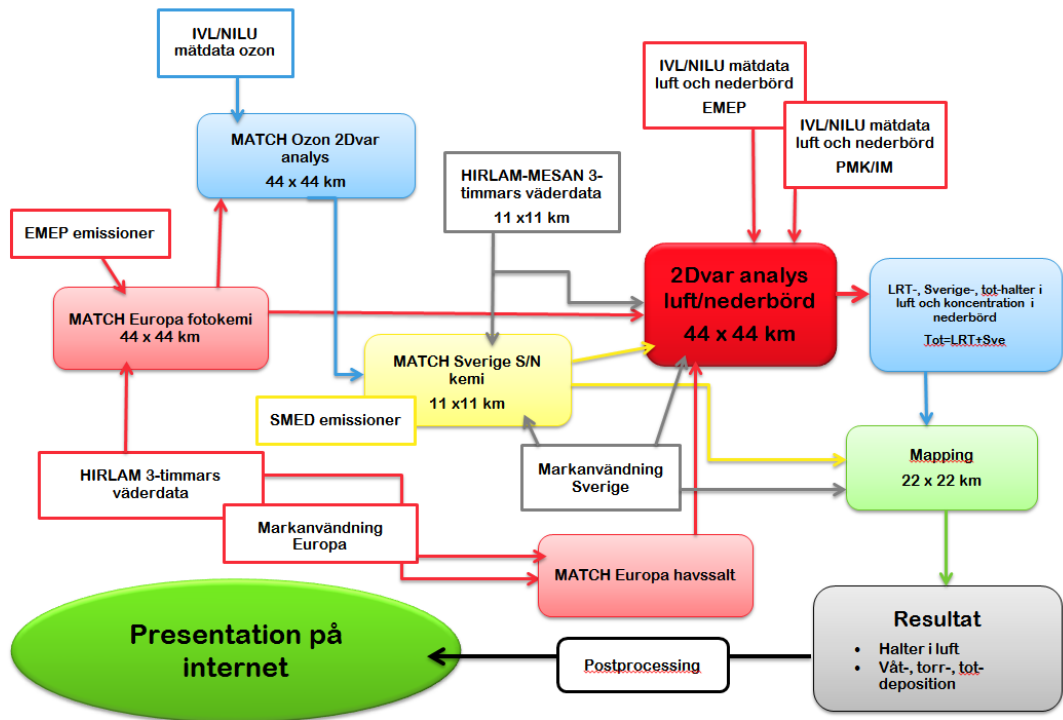 IVL/NILU
mätdata ozon
IVL/NILU mätdata
luft och nederbörd
EMEP
IVL/NILU mätdata
luft och nederbörd
PMK/IM
MATCH Ozon 2Dvar
analys
44 x 44 km
HIRLAM-MESAN 3-
timmars väderdata
11 x11 km
EMEP emissioner
2Dvar analys
luft/nederbörd
44 x 44 km
LRT-, Sverige-, tot-halter i
luft och koncentration i
nederbörd
Tot=LRT+Sve
MATCH Europa fotokemi
44 x 44 km
MATCH Sverige S/N
kemi
11 x11 km
SMED emissioner
Markanvändning
Sverige
Mapping
22 x 22 km
HIRLAM 3-timmars
väderdata
Markanvändning
Europa
MATCH Europa havssalt
Presentation på
internet
Postprocessing
Resultat
• Halter i luft
• Våt-, torr-, tot-
deposition